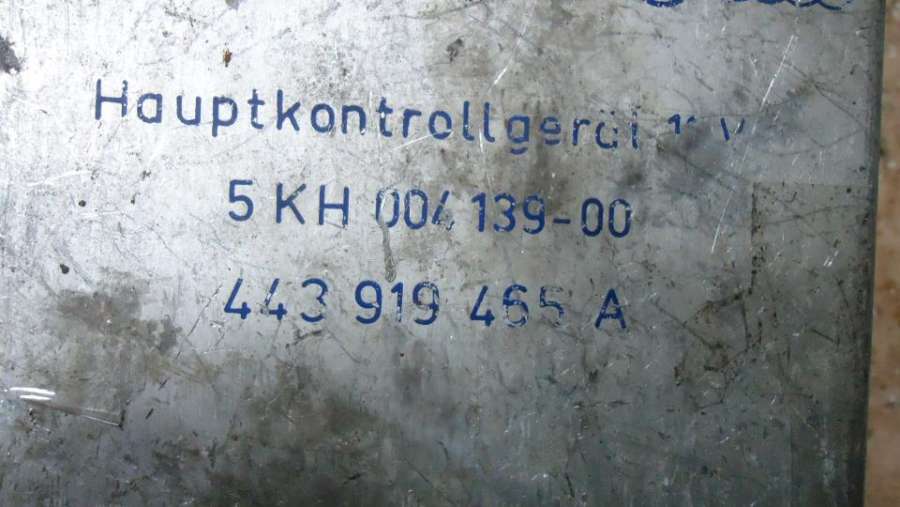 Hauptkontrollgerät
5 KH 004 139-00
443 919 465 A